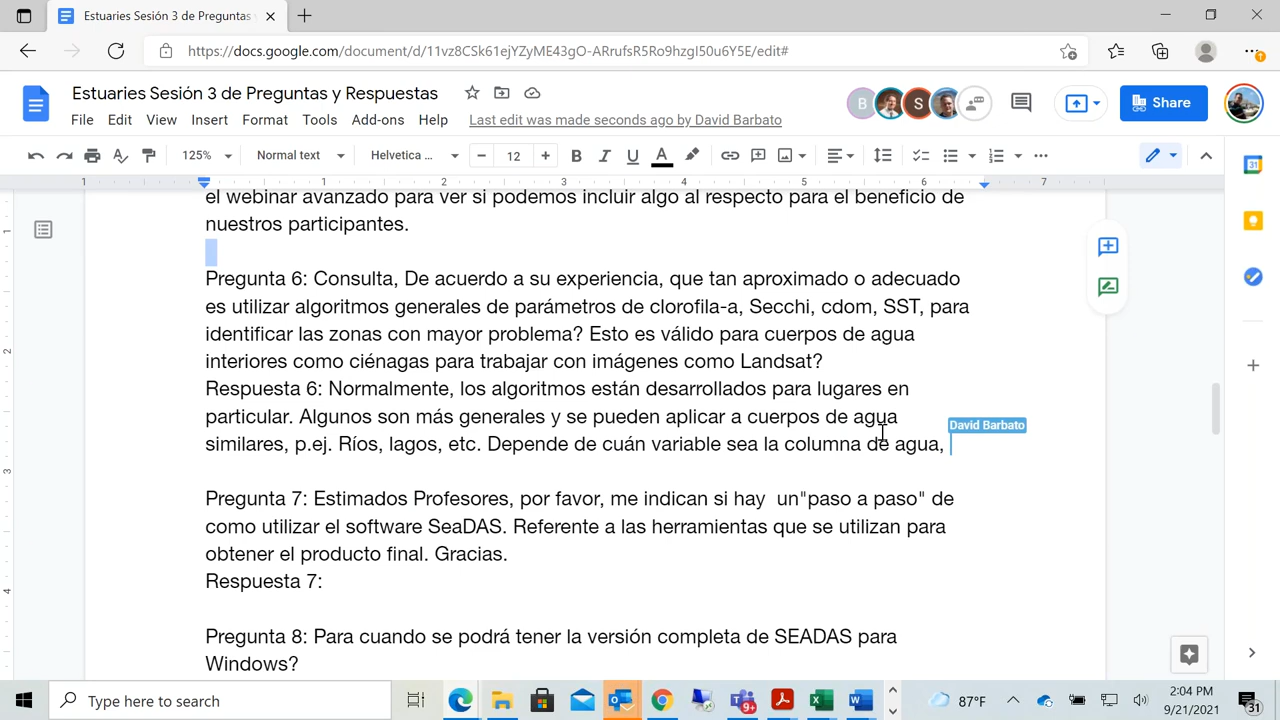 Estuaries Sesión 3 de Preguntas y
https://docs.google.com/document/d/11vz8CSk61ejYZyME43gO-ARrufsR5Ro9hzgI50u6Y5E/edit#
Estuaries Sesión 3 de Preguntas y Respuestas
B S
Share
File Edit View Insert Format Tools Add-ons Help Last edit was made seconds ago by David Barbato
125% Normal text Helvetica ... 12 B I U A
1 1 2 3 4 5 6 7
el webinar avanzado para ver si podemos incluir algo al respecto para el beneficio de
nuestros participantes.
Pregunta 6: Consulta, De acuerdo a su experiencia, que tan aproximado o adecuado
es utilizar algoritmos generales de parámetros de clorofila-a, Secchi, cdom, SST, para
identificar las zonas con mayor problema? Esto es válido para cuerpos de agua
interiores como ciénagas para trabajar con imágenes como Landsat?
Respuesta 6: Normalmente, los algoritmos están desarrollados para lugares en
particular. Algunos son más generales y se pueden aplicar a cuerpos de agua
David Barbato
similares, p.ej. Ríos, lagos, etc. Depende de cuán variable sea la columna de agua,
Pregunta 7: Estimados Profesores, por favor, me indican si hay un"paso a paso" de
como utilizar el software SeaDAS. Referente a las herramientas que se utilizan para
obtener el producto final. Gracias.
Respuesta 7:
Pregunta 8: Para cuando se podrá tener la versión completa de SEADAS para
Windows?
Type here to search
9+
87°F
2:04 PM
9/21/2021
31